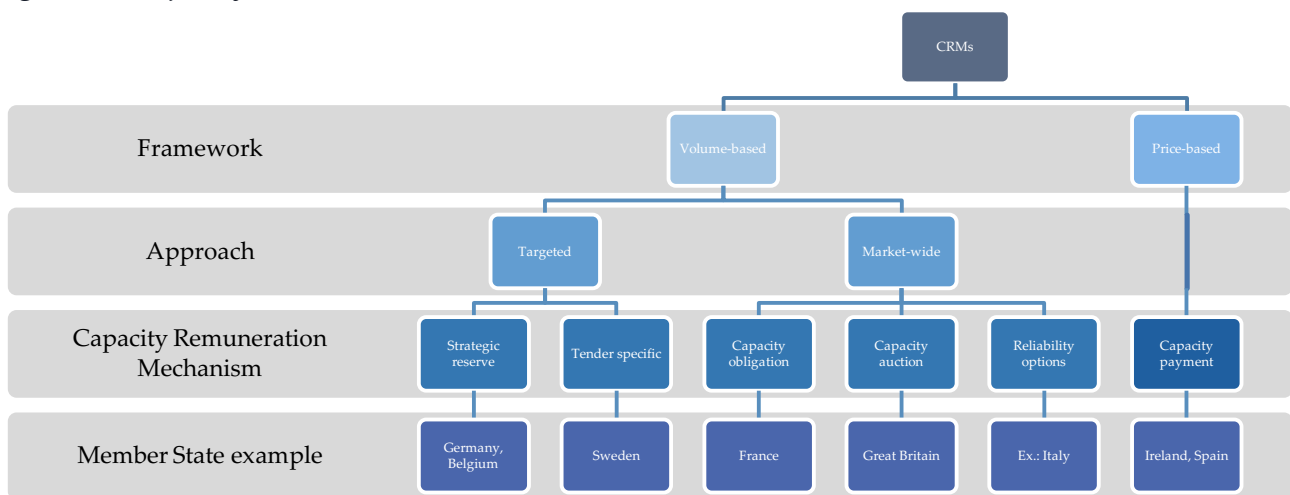 CRMs
Framework
Volume-based
Price-based
Approach
Targeted
Market-wide
Capacity Remuneration
Mechanism
Strategic
reserve
Tender specific
Capacity
obligation
Capacity
auction
Reliability
options
Capacity
payment
Member State example
Germany,
Belgium
Sweden
France
Great Britain
Ex.: Italy
Ireland, Spain